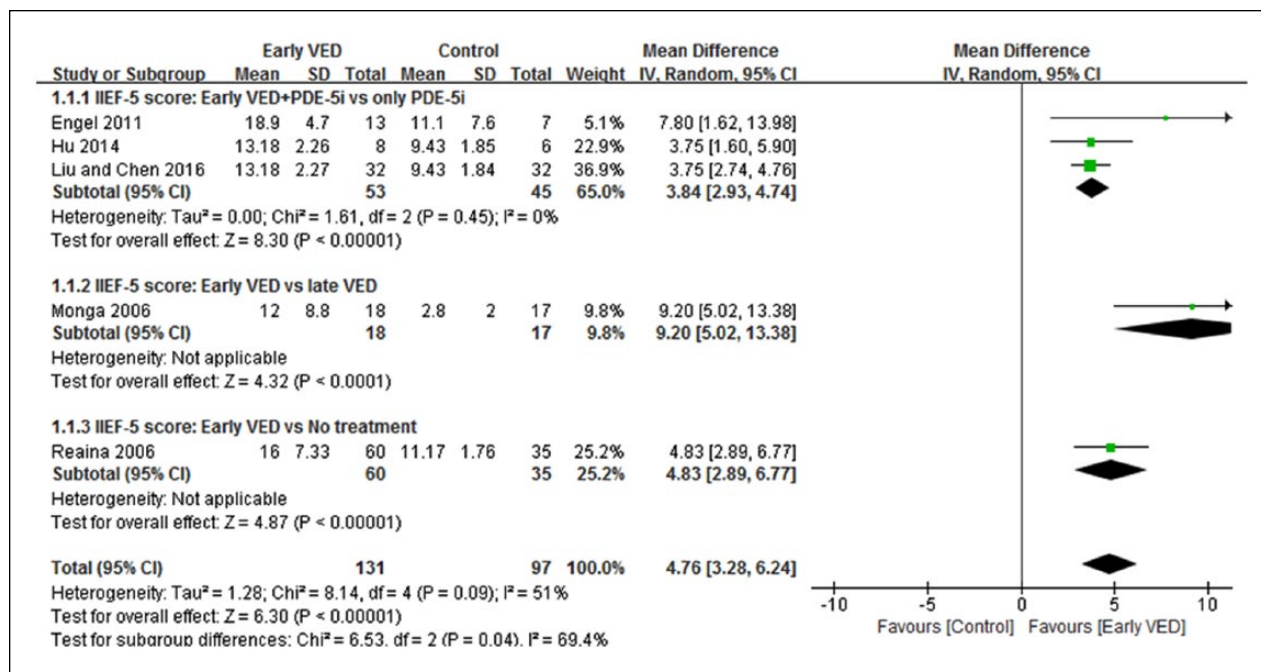 Early VED Control Mean Difference Mean Difference
Study or Subgroup Mean SD Total Mean SD Total Weight IV, Random, 95% CI IV, Random, 95% CI
1.1.1 IIEF-5 score: Early VED+PDE-5i vs only PDE-5i
Engel 2011 18.9 4.7 13 11.1 7.6 7 5.1% 7.80 [1.62, 13.98]
Hu 2014 13.18 2.26 8 9.43 1.85 6 22.9% 3.75 [1.60, 5.90]
Liu and Chen 2016 13.18 2.27 32 9.43 1.84 32 36.9% 3.75 [2.74, 4.76]
Subtotal (95% CI) 53 45 65.0% 3.84 [2.93, 4.74]
Heterogeneity: Tau² = 0.00; Chi² = 1.61, df = 2 (P = 0.45); I² = 0%
Test for overall effect: Z = 8.30 (P < 0.00001)
1.1.2 IIEF-5 score: Early VED vs late VED
Monga 2006 12 8.8 18 2.8 2 17 9.8% 9.20 [5.02, 13.38]
Subtotal (95% CI) 18 17 9.8% 9.20 [5.02, 13.38]
Heterogeneity: Not applicable
Test for overall effect: Z = 4.32 (P < 0.0001)
1.1.3 IIEF-5 score: Early VED vs No treatment
Reaina 2006 16 7.33 60 11.17 1.76 35 25.2% 4.83 [2.89, 6.77]
Subtotal (95% CI) 60 35 25.2% 4.83 [2.89, 6.77]
Heterogeneity: Not applicable
Test for overall effect: Z = 4.87 (P < 0.00001)
Total (95% CI) 131 97 100.0% 4.76 [3.28, 6.24]
Heterogeneity: Tau² = 1.28; Chi² = 8.14, df = 4 (P = 0.09); I² = 51%
Test for overall effect: Z = 6.30 (P < 0.00001)
Test for subgroup differences: Chi² = 6.53, df = 2 (P = 0.04), I² = 69.4%
-10 -5 0 5 10
Favours [Control] Favours [Early VED]